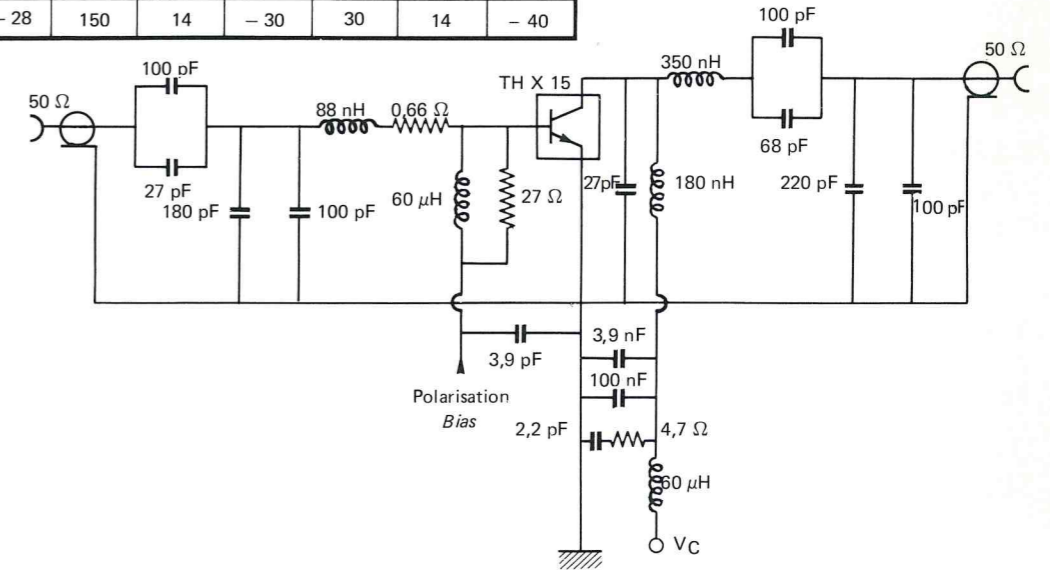 – 28 150 14 – 30 30 14 – 40
100 pF
50 Ω
100 pF
50 Ω
350 nH
TH X 15
88 nH
0,66 Ω
27 pF
68 pF
180 pF
100 pF
60 μH
27 Ω
27pF
180 nH
220 pF
100 pF
3,9 pF
3,9 nF
100 nF
Polarisation
Bias
2,2 pF
4,7 Ω
60 μH
VC